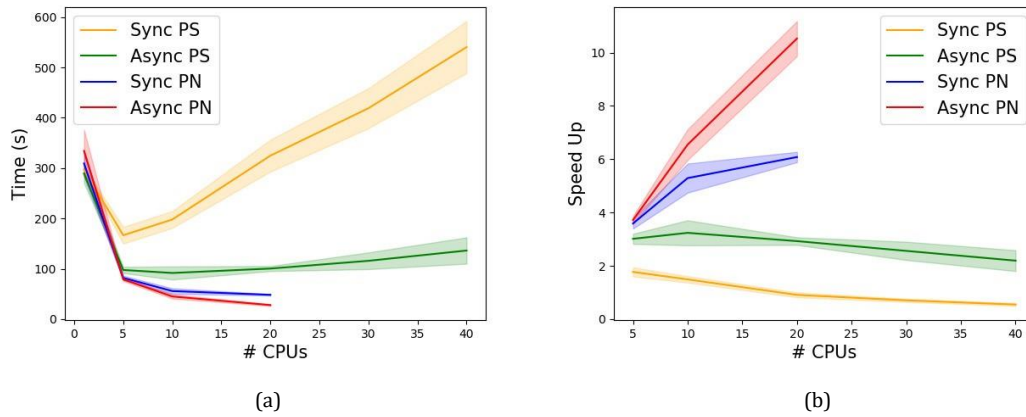 600
500
400
300
200
100
0
Time (s)
Sync PS
Async PS
Sync PN
Async PN
0 5 10 15 20 25 30 35 40
# CPUs
(a)
10
8
6
4
2
0
Speed Up
Sync PS
Async PS
Sync PN
Async PN
5 10 15 20 25 30 35 40
# CPUs
(b)